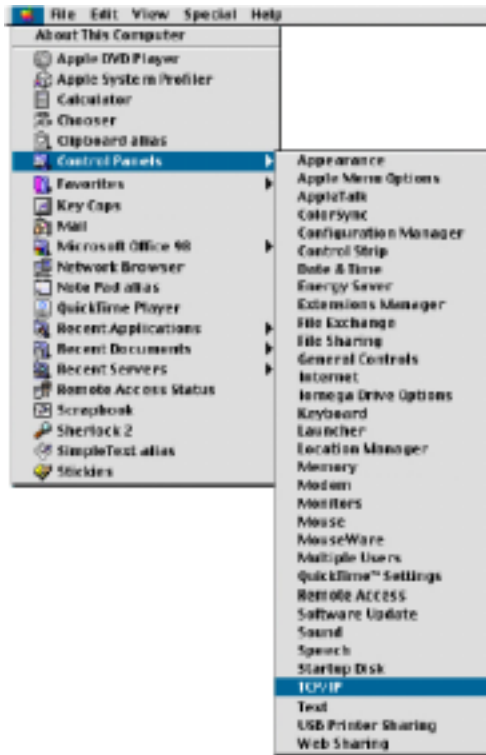 File Edit View Special Help
About This Computer
Apple DVD Player
Apple System Profiler
Calculator
Chooser
Clipboard alias
Control Panels
Favorites
Key Caps
Mail
Microsoft Office 98
Network Browser
Note Pad alias
QuickTime Player
Recent Applications
Recent Documents
Recent Servers
Remote Access Status
Scrapbook
Sherlock 2
SimpleText alias
Stickies
Appearance
Apple Menu Options
AppleTalk
ColorSync
Configuration Manager
Control Strip
Date & Time
Energy Saver
Extensions Manager
File Exchange
File Sharing
General Controls
Internet
Iomega Drive Options
Keyboard
Launcher
Location Manager
Memory
Modem
Monitors
Mouse
MouseWare
Multiple Users
QuickTime™ Settings
Remote Access
Software Update
Sound
Speech
Startup Disk
TCP/IP
Text
USB Printer Sharing
Web Sharing